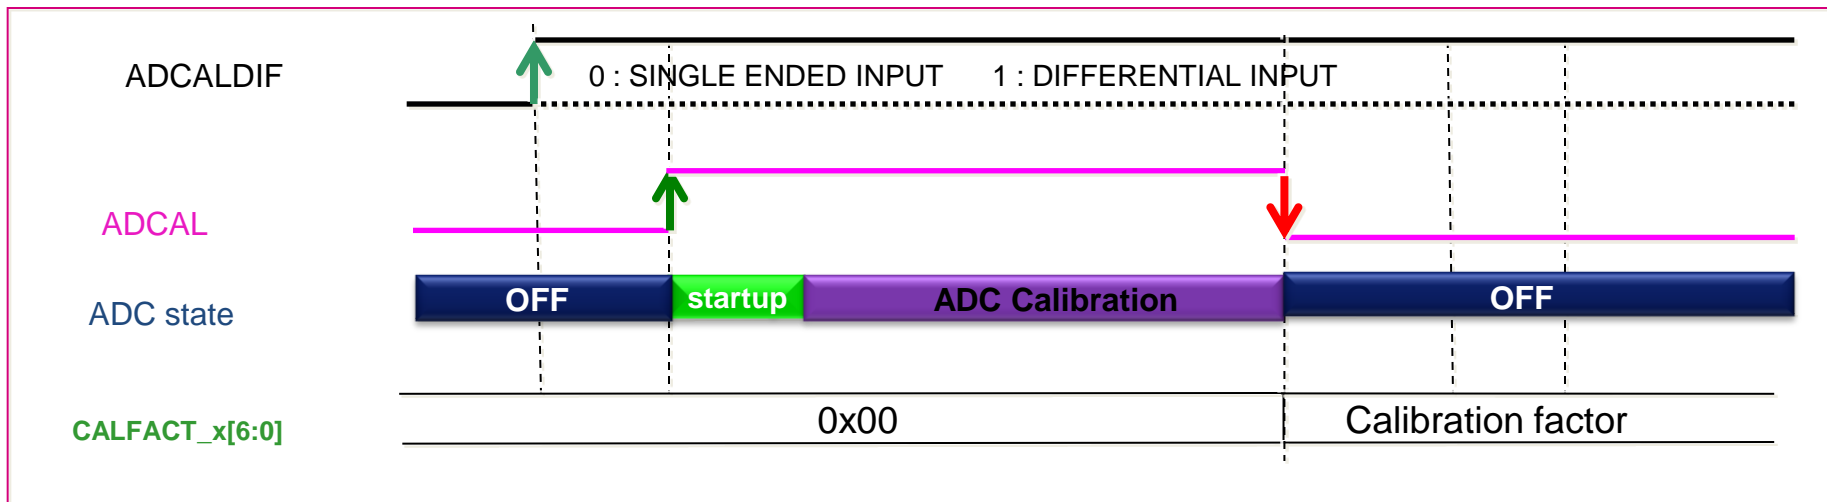 ADCALDIF
0 : SINGLE ENDED INPUT 1 : DIFFERENTIAL INPUT
ADCAL
ADC state
OFF startup ADC Calibration OFF
CALFACT_x[6:0]
0x00 Calibration factor